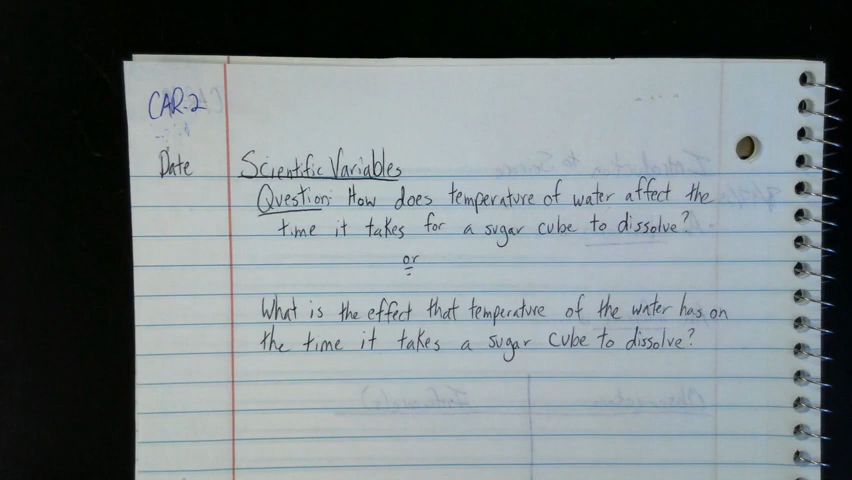 CAR-2
Date
Scientific Variables
Question: How does temperature of water affect the
time it takes for a sugar cube to dissolve?
or
What is the effect that temperature of the water has on
the time it takes a sugar cube to dissolve?